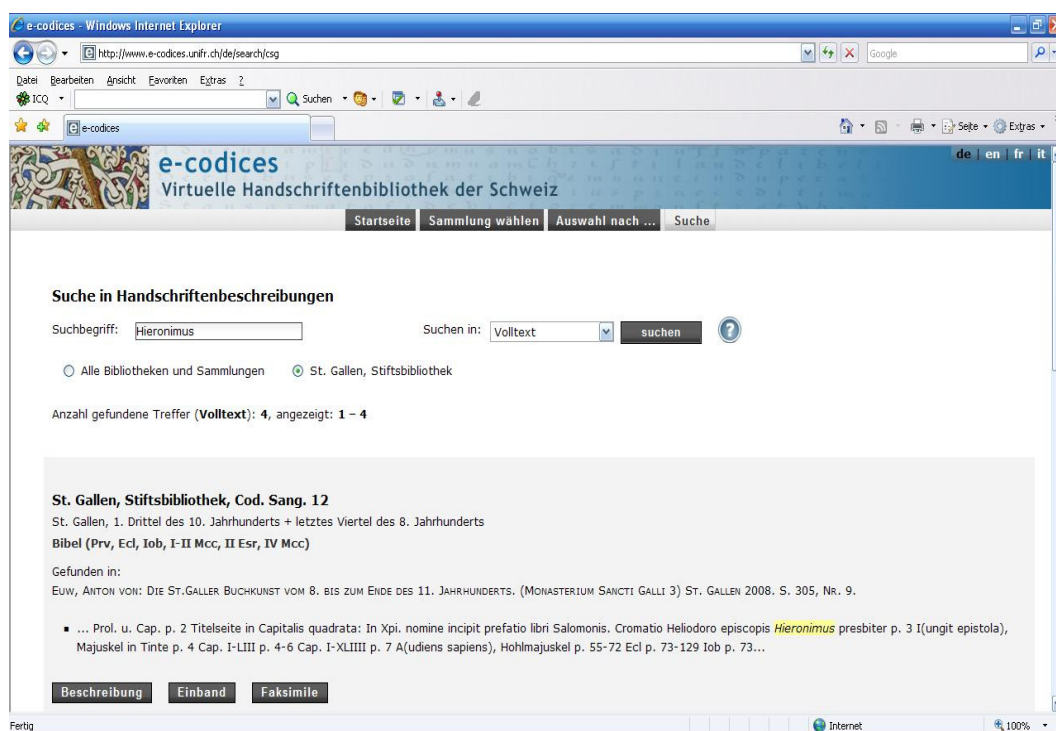 e-codices - Windows Internet Explorer
http://www.e-codices.unifr.ch/de/search/csg
Google
Datei Bearbeiten Ansicht Favoriten Extras ?
ICQ Suchen
e-codices Seite Extras
de | en | fr | it
e-codices
Virtuelle Handschriftenbibliothek der Schweiz
Startseite Sammlung wählen Auswahl nach ... Suche
Suche in Handschriftenbeschreibungen
Suchbegriff: Hieronimus Suchen in: Volltext suchen ?
Alle Bibliotheken und Sammlungen St. Gallen, Stiftsbibliothek
Anzahl gefundene Treffer (Volltext): 4, angezeigt: 1 – 4
St. Gallen, Stiftsbibliothek, Cod. Sang. 12
St. Gallen, 1. Drittel des 10. Jahrhunderts + letztes Viertel des 8. Jahrhunderts
Bibel (Prv, Ecl, Iob, I-II Mcc, II Esr, IV Mcc)
Gefunden in:
Euw, Anton von: Die St.Galler Buchkunst vom 8. bis zum Ende des 11. Jahrhunderts. (Monasterium Sancti Galli 3) St. Gallen 2008. S. 305, Nr. 9.
... Prol. u. Cap. p. 2 Titelseite in Capitalis quadrata: In Xpi. nomine incipit prefatio libri Salomonis. Cromatio Heliodoro episcopis Hieronimus presbiter p. 3 I(ungit epistola),
Majuskel in Tinte p. 4 Cap. I-LIII p. 4-6 Cap. I-XLIIII p. 7 A(udiens sapiens), Hohlmajuskel p. 55-72 Ecl p. 73-129 Iob p. 73...
Beschreibung Einband Faksimile
Fertig Internet 100%